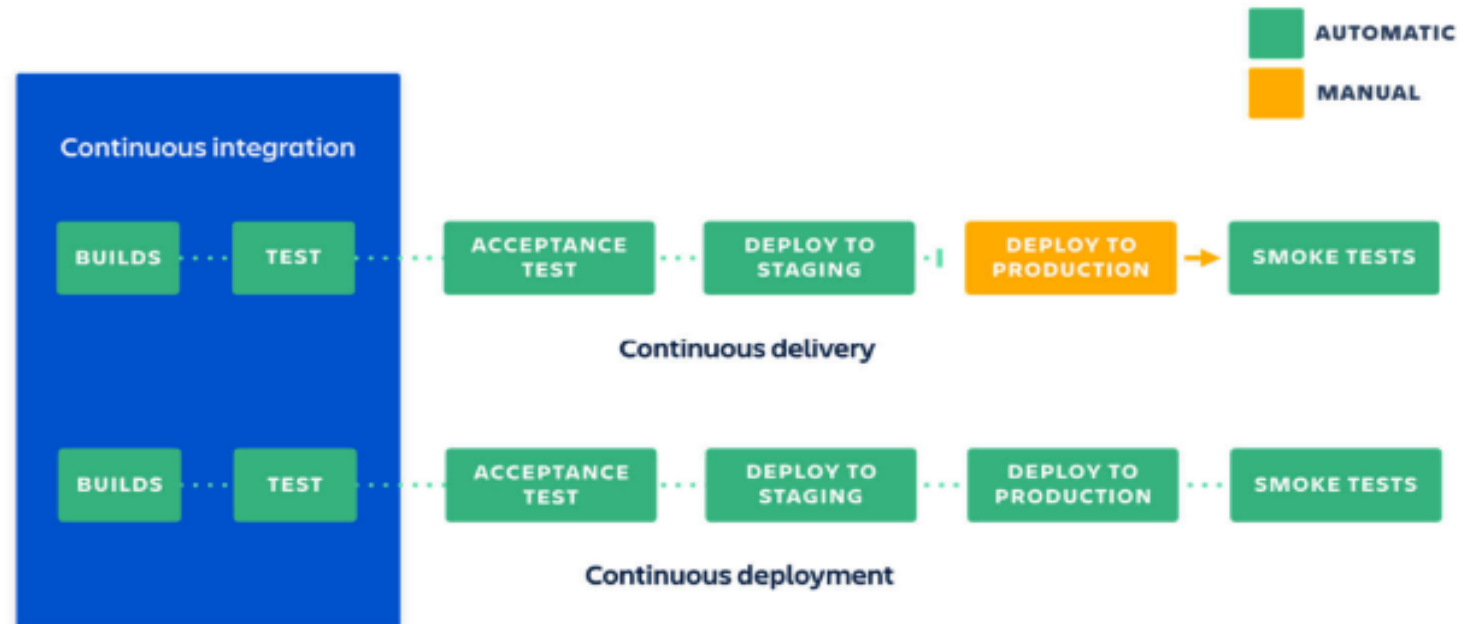 AUTOMATIC
MANUAL
Continuous integration
BUILDS
TEST
ACCEPTANCE
TEST
DEPLOY TO
STAGING
DEPLOY TO
PRODUCTION
SMOKE TESTS
Continuous delivery
BUILDS
TEST
ACCEPTANCE
TEST
DEPLOY TO
STAGING
DEPLOY TO
PRODUCTION
SMOKE TESTS
Continuous deployment